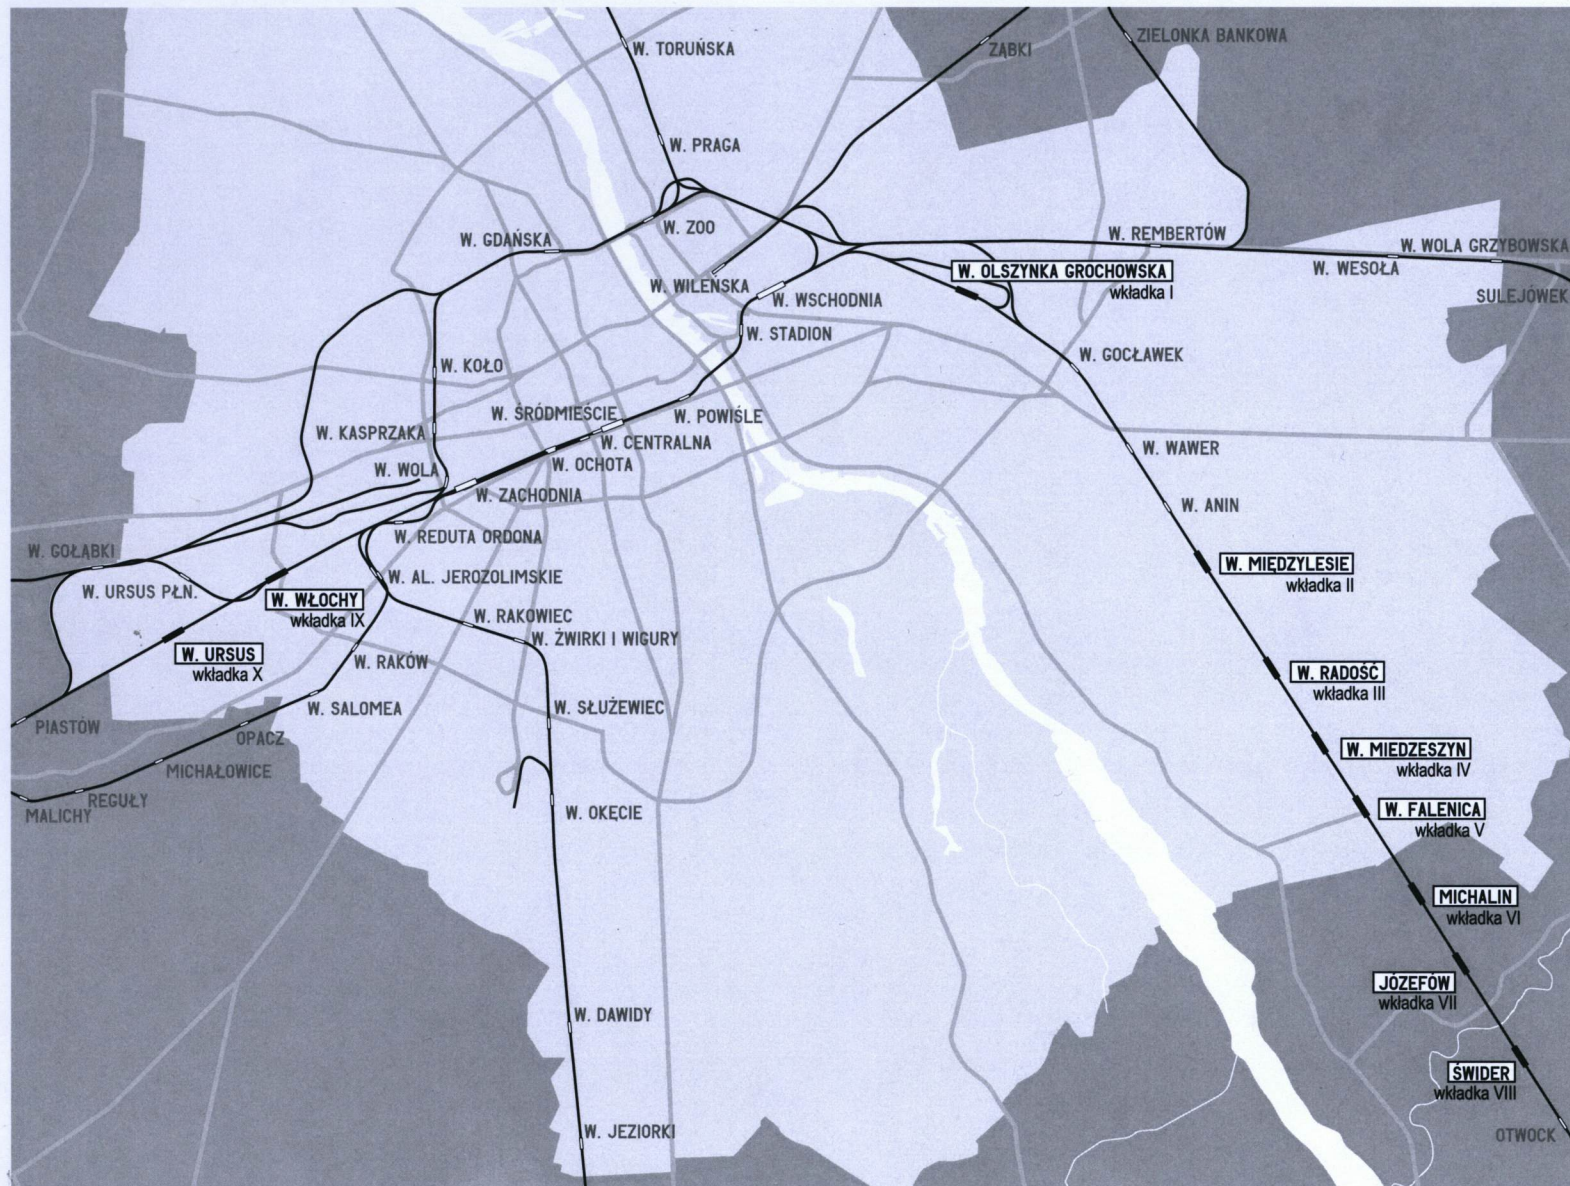 W. TORUŃSKA
ZĄBKI
ZIELONKA BANKOWA
W. PRAGA
W. ZOO
W. GDAŃSKA
W. REMBERTÓW
W. WOLA GRZYBOWSKA
W. WESOŁA
SULEJÓWEK
W. OLSZYNKA GROCHOWSKA
wkładka I
W. WILEŃSKA
W. WSCHODNIA
W. STADION
W. GOCŁAWEK
W. KOŁO
W. ŚRÓDMIEŚCIE
W. POWIŚLE
W. KASPRZAKA
W. CENTRALNA
W. WAWER
W. OCHOTA
W. WOLA
W. ZACHODNIA
W. ANIN
W. REDUTA ORDONA
W. GOŁĄBKI
W. MIĘDZYLESIE
wkładka II
W. AL. JEROZOLIMSKIE
W. URSUS PŁN.
W. WŁOCHY
wkładka IX
W. RAKOWIEC
W. ŻWIRKI I WIGURY
W. URSUS
wkładka X
W. RAKÓW
W. RADOŚĆ
wkładka III
W. SALOMEA
W. SŁUŻEWIEC
PIASTÓW
OPACZ
W. MIEDZESZYN
wkładka IV
MICHAŁOWICE
REGUŁY
MALICHY
W. OKĘCIE
W. FALENICA
wkładka V
MICHALIN
wkładka VI
JÓZEFÓW
wkładka VII
W. DAWIDY
ŚWIDER
wkładka VIII
W. JEZIORKI
OTWOCK